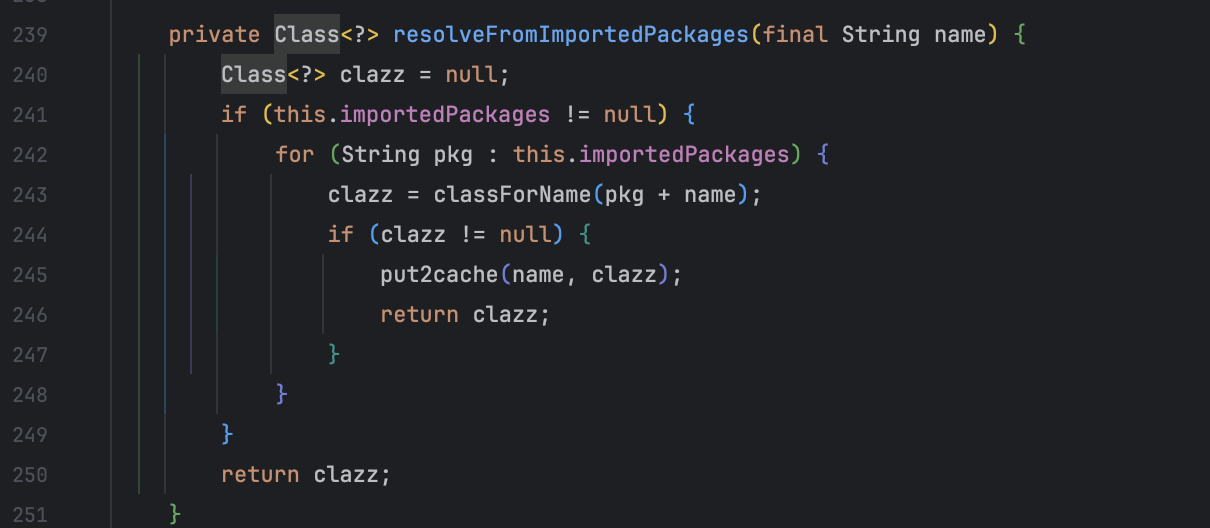 239 private Class<?> resolveFromImportedPackages(final String name) {
240 Class<?> clazz = null;
241 if (this.importedPackages != null) {
242 for (String pkg : this.importedPackages) {
243 clazz = classForName(pkg + name);
244 if (clazz != null) {
245 put2cache(name, clazz);
246 return clazz;
247 }
248 }
249 }
250 return clazz;
251 }